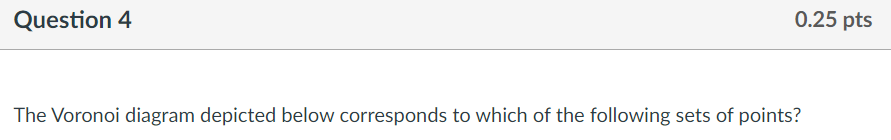 Question 4
0.25 pts
The Voronoi diagram depicted below corresponds to which of the following sets of points?